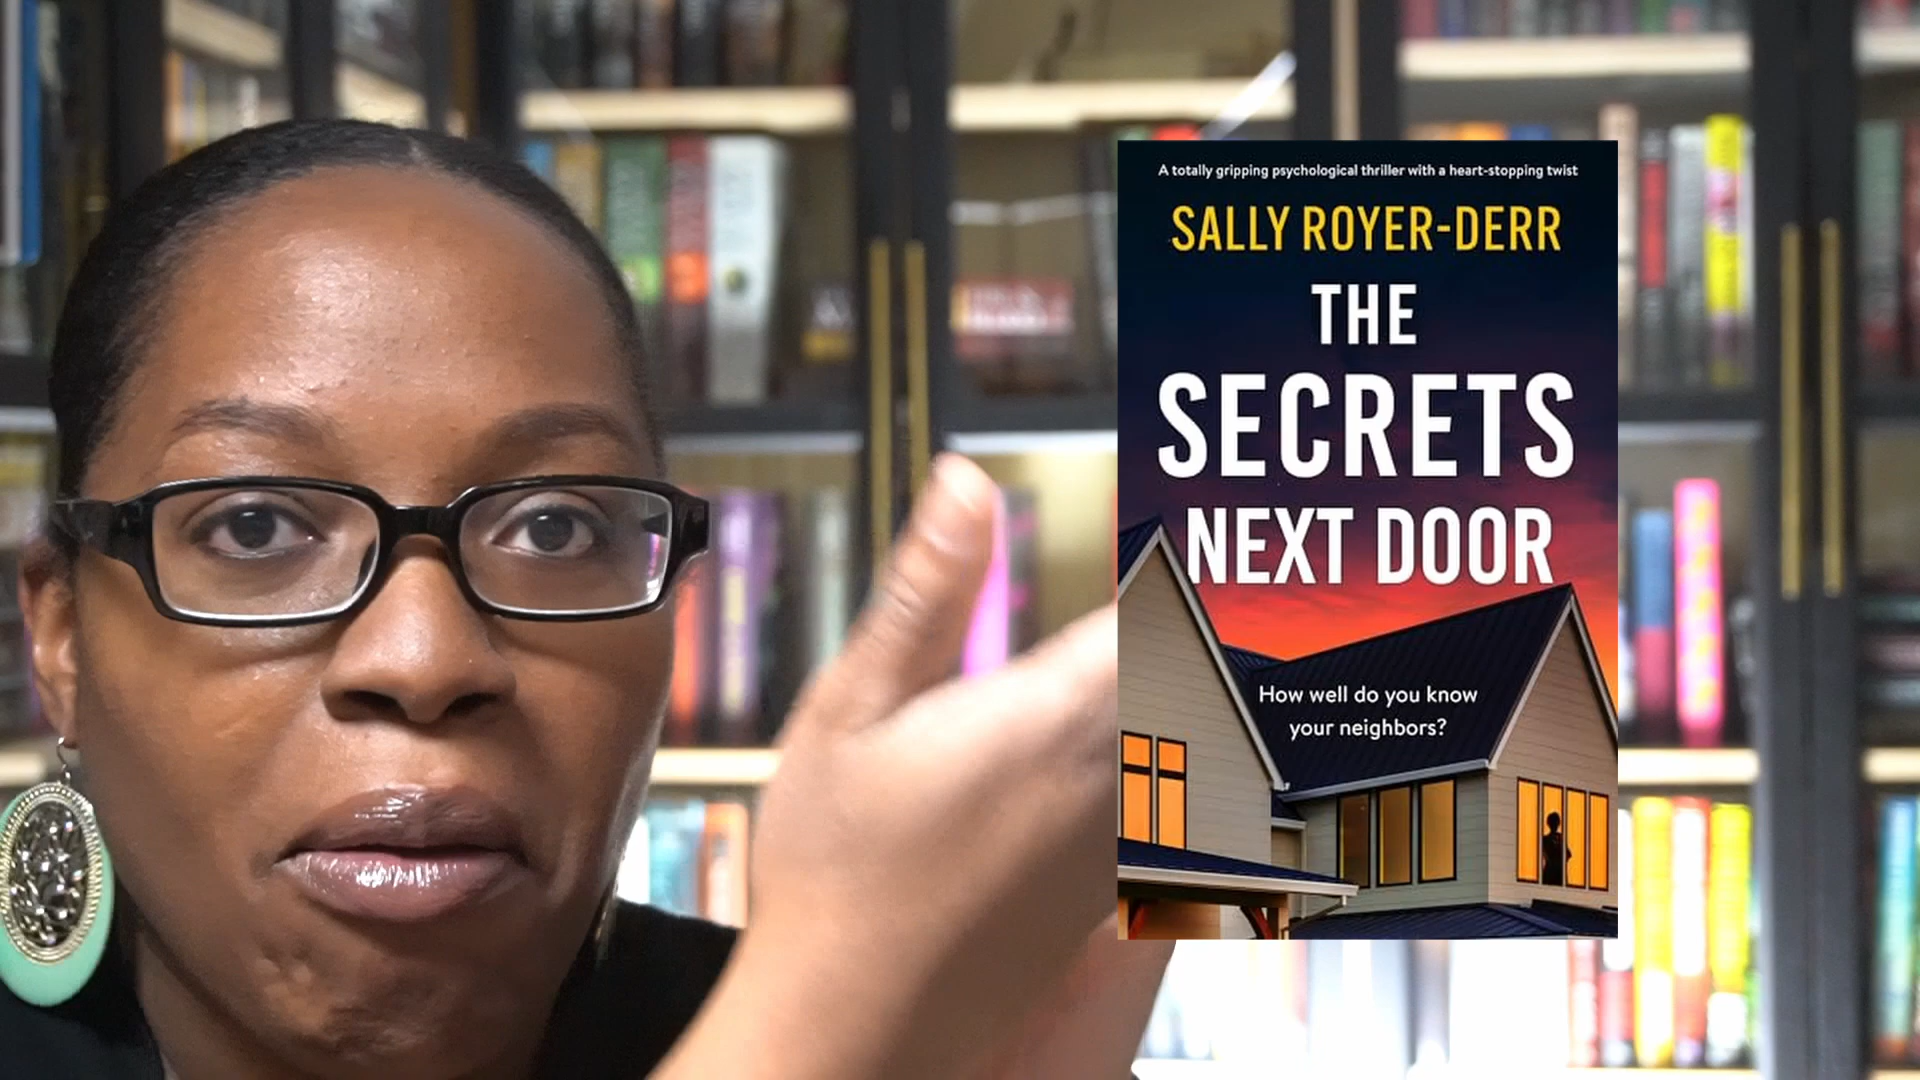 A totally gripping psychological thriller with a heart-stopping twist
SALLY ROYER-DERR
THE
SECRETS
NEXT DOOR
How well do you know
your neighbors?